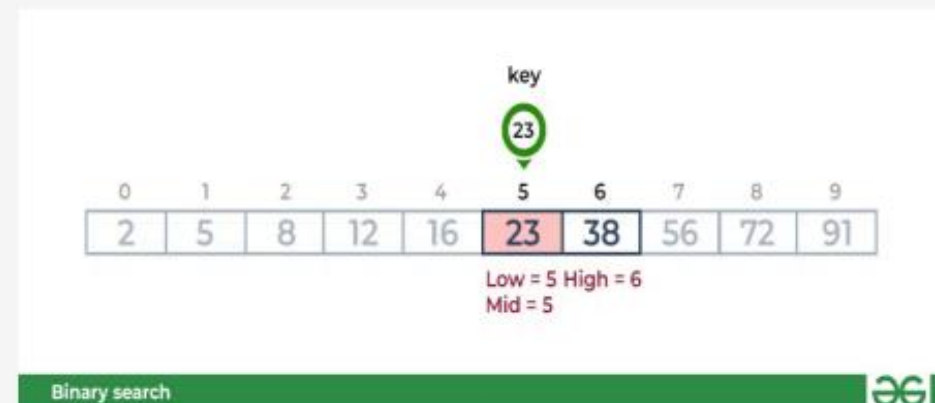 key
23
0 1 2 3 4 5 6 7 8 9
2 5 8 12 16 23 38 56 72 91
Low = 5 High = 6
Mid = 5
Binary search